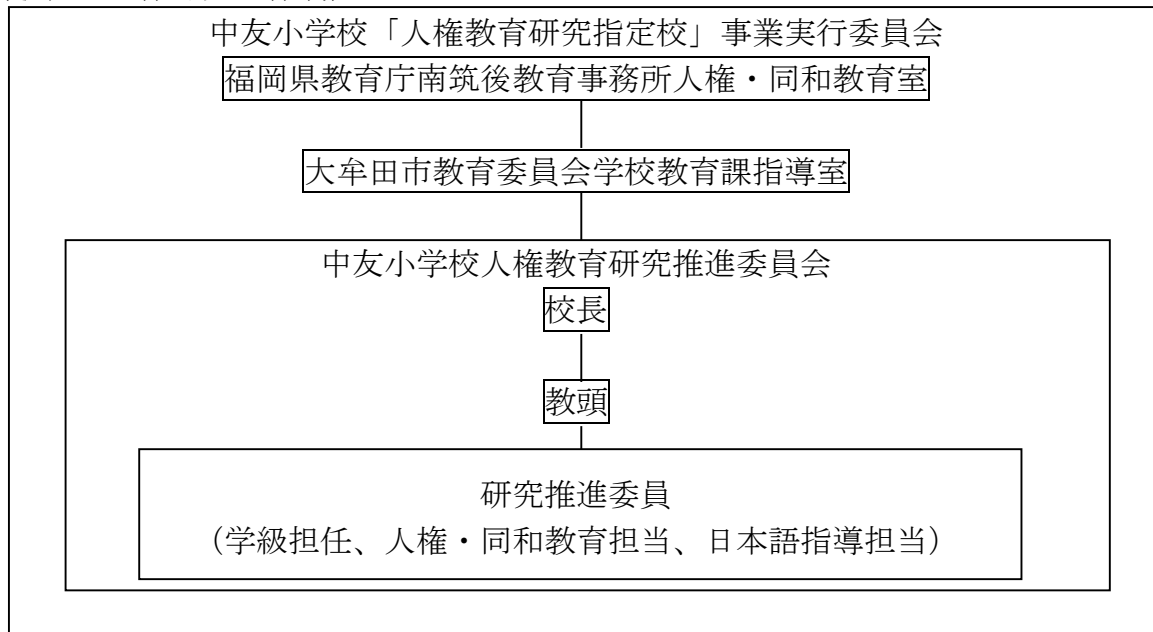 中友小学校「人権教育研究指定校」事業実行委員会
福岡県教育庁南筑後教育事務所人権・同和教育室
大牟田市教育委員会学校教育課指導室
中友小学校人権教育研究推進委員会
校長
教頭
研究推進委員
（学級担任、人権・同和教育担当、日本語指導担当）